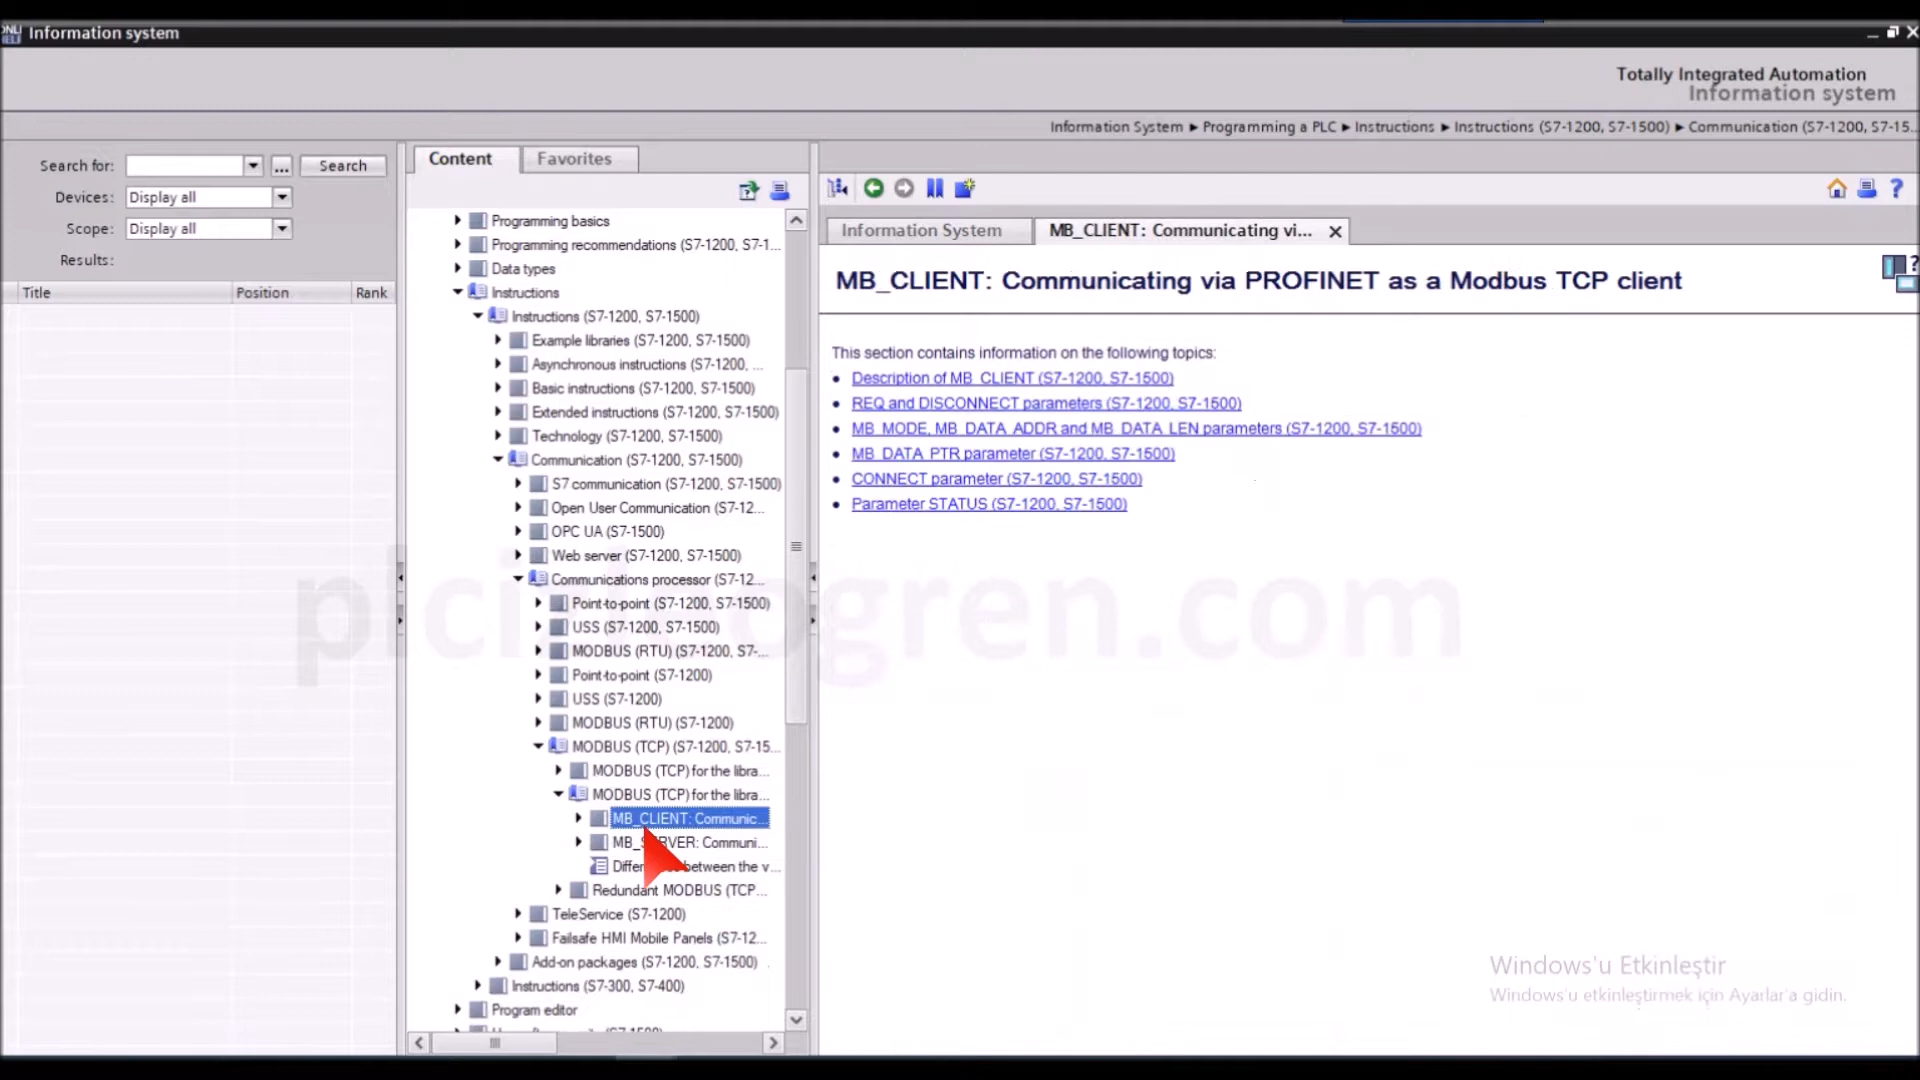 Information system
Totally Integrated Automation
Information system
Information System ▸ Programming a PLC ▸ Instructions ▸ Instructions (S7-1200, S7-1500) ▸ Communication (S7-1200, S7-15...
Search for:
...
Search
Devices: Display all
Scope: Display all
Results:
Title Position Rank
Content Favorites
Programming basics
Programming recommendations (S7-1200, S7-1...
Data types
Instructions
Instructions (S7-1200, S7-1500)
Example libraries (S7-1200, S7-1500)
Asynchronous instructions (S7-1200, ...
Basic instructions (S7-1200, S7-1500)
Extended instructions (S7-1200, S7-1500)
Technology (S7-1200, S7-1500)
Communication (S7-1200, S7-1500)
S7 communication (S7-1200, S7-1500)
Open User Communication (S7-12...
OPC UA (S7-1500)
Web server (S7-1200, S7-1500)
Communications processor (S7-12...
Point-to-point (S7-1200, S7-1500)
USS (S7-1200, S7-1500)
MODBUS (RTU) (S7-1200, S7-...
Point-to-point (S7-1200)
USS (S7-1200)
MODBUS (RTU) (S7-1200)
MODBUS (TCP) (S7-1200, S7-15...
MODBUS (TCP) for the libra...
MODBUS (TCP) for the libra...
MB_CLIENT: Communic...
MB_SERVER: Communi...
between the v...
Redundant MODBUS (TCP...
TeleService (S7-1200)
Failsafe HMI Mobile Panels (S7-12...
Add-on packages (S7-1200, S7-1500)
Instructions (S7-300, S7-400)
Program editor
Information System
MB_CLIENT: Communicating vi...
MB_CLIENT: Communicating via PROFINET as a Modbus TCP client
This section contains information on the following topics:
• Description of MB_CLIENT (S7-1200, S7-1500)
• REQ and DISCONNECT parameters (S7-1200, S7-1500)
• MB_MODE, MB_DATA_ADDR and MB_DATA_LEN parameters (S7-1200, S7-1500)
• MB_DATA_PTR parameter (S7-1200, S7-1500)
• CONNECT parameter (S7-1200, S7-1500)
• Parameter STATUS (S7-1200, S7-1500)
Windows'u Etkinleştir
Windows'u etkinleştirmek için Ayarlar'a gidin.